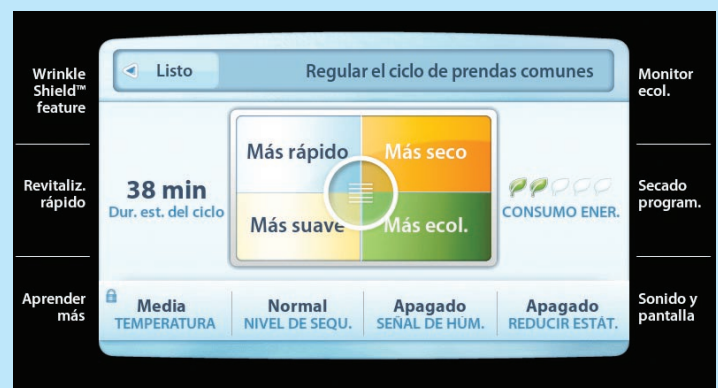 Wrinkle
Shield™
feature
Revitaliz.
rápido
Aprender
más
Listo
Regular el ciclo de prendas comunes
38 min
Dur. est. del ciclo
Más rápido
Más seco
Más suave
Más ecol.
CONSUMO ENER.
Media
TEMPERATURA
Normal
NIVEL DE SEQU.
Apagado
SEÑAL DE HÚM.
Apagado
REDUCIR ESTÁT.
Monitor
ecol.
Secado
program.
Sonido y
pantalla